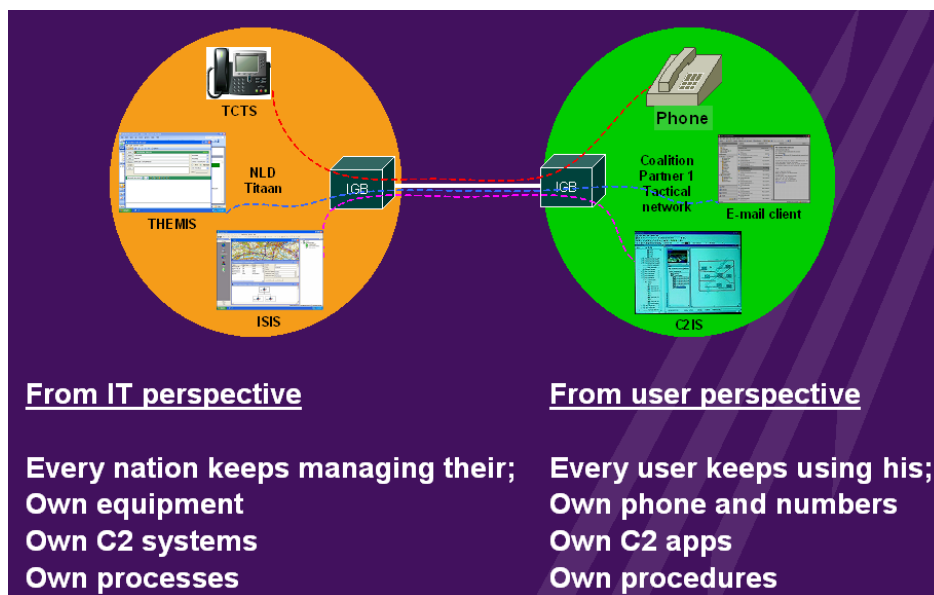 TCTS
NLD
Titaan
THEMIS
ISIS
IGB
IGB
Phone
Coalition
Partner 1
Tactical
network
E-mail client
C2IS
From IT perspective
Every nation keeps managing their;
Own equipment
Own C2 systems
Own processes
From user perspective
Every user keeps using his;
Own phone and numbers
Own C2 apps
Own procedures